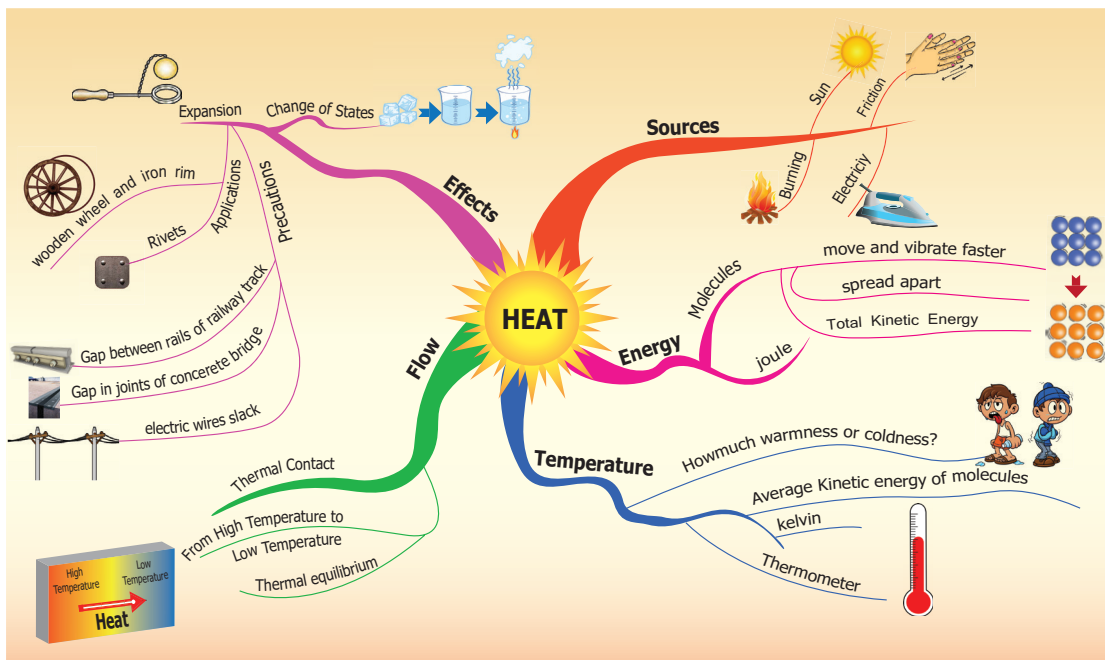 HEAT
Effects
Expansion
Change of States
Applications
wooden wheel and iron rim
Rivets
Precautions
Gap between rails of railway track
Gap in joints of concrete bridge
electric wires slack
Sources
Sun
Friction
Burning
Electriciy
Energy
Molecules
move and vibrate faster
spread apart
Total Kinetic Energy
joule
Temperature
Howmuch warmness or coldness?
Average Kinetic energy of molecules
kelvin
Thermometer
Flow
Thermal Contact
From High Temperature to
Low Temperature
Thermal equilibrium
High
Temperature
Low
Temperature
Heat